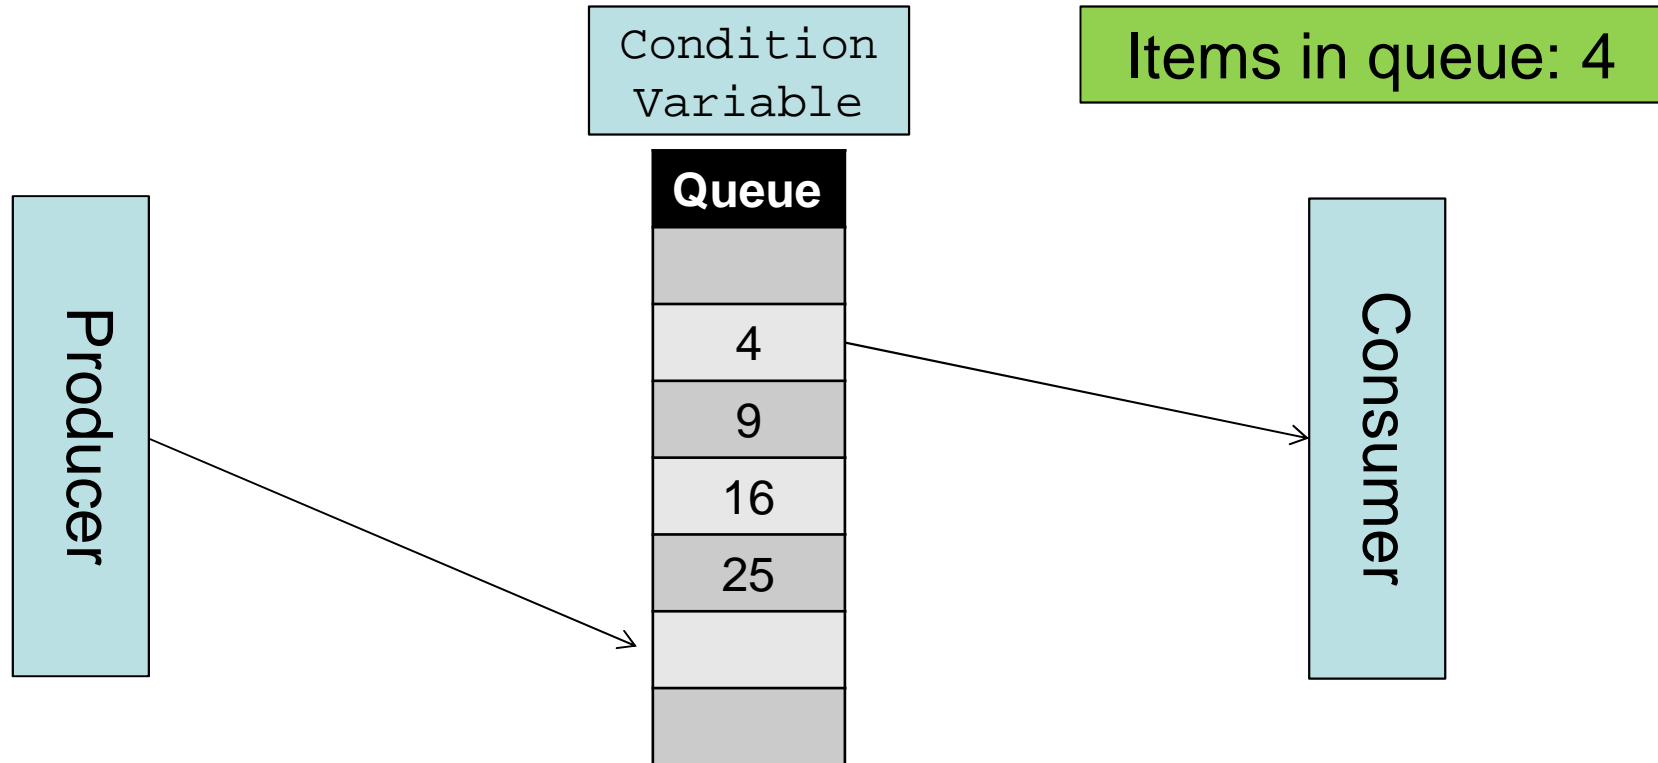 Condition
Variable
Items in queue: 4
Queue
Producer
4
9
16
25
Consumer